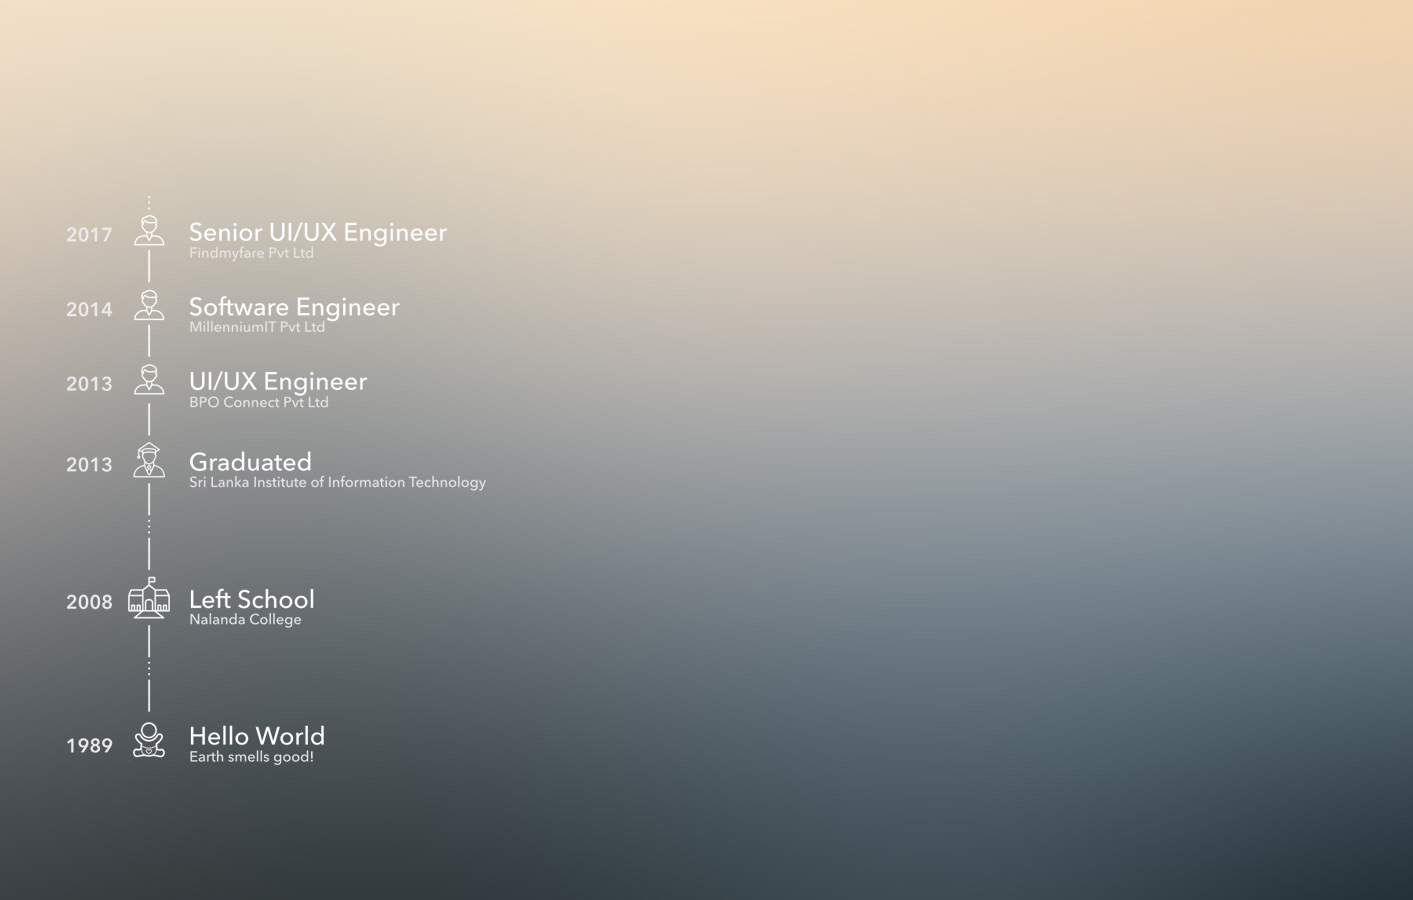 2017
Senior UI/UX Engineer
Findmyfare Pvt Ltd
2014
Software Engineer
MillenniumIT Pvt Ltd
2013
UI/UX Engineer
BPO Connect Pvt Ltd
2013
Graduated
Sri Lanka Institute of Information Technology
2008
Left School
Nalanda College
1989
Hello World
Earth smells good!